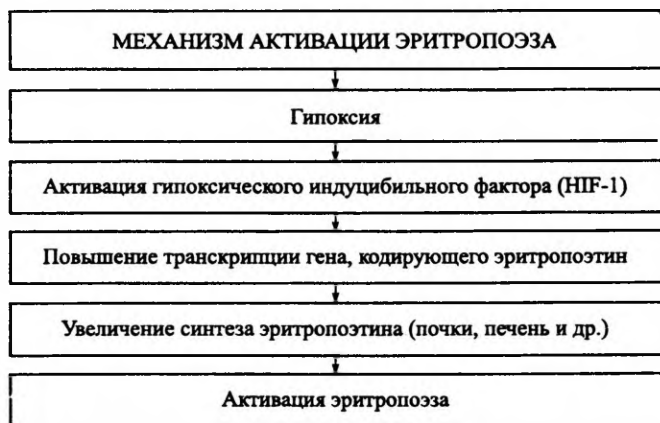 МЕХАНИЗМ АКТИВАЦИИ ЭРИТРОПОЭЗА
Гипоксия
Активация гипоксического индуцибильного фактора (HIF-1)
Повышение транскрипции гена, кодирующего эритропоэтин
Увеличение синтеза эритропоэтина (почки, печень и др.)
Активация эритропоэза